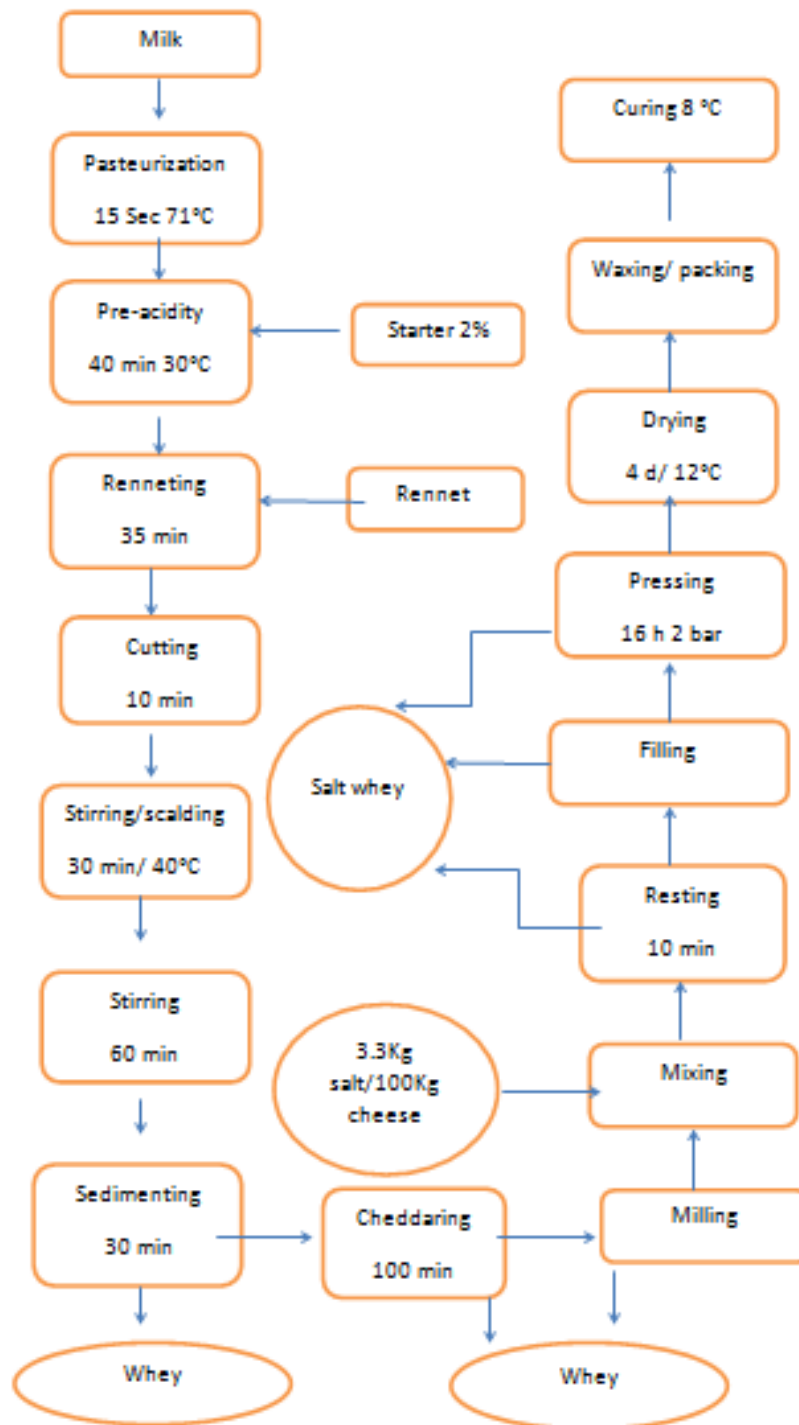 Milk
Pasteurization
15 Sec 71°C
Pre-acidity
40 min 30°C
Starter 2%
Renneting
35 min
Rennet
Cutting
10 min
Stirring/scalding
30 min/ 40°C
Stirring
60 min
Sedimenting
30 min
Whey
Cheddaring
100 min
Whey
Milling
3.3Kg
salt/100Kg
cheese
Mixing
Resting
10 min
Salt whey
Filling
Pressing
16 h 2 bar
Drying
4 d/ 12°C
Waxing/ packing
Curing 8 °C